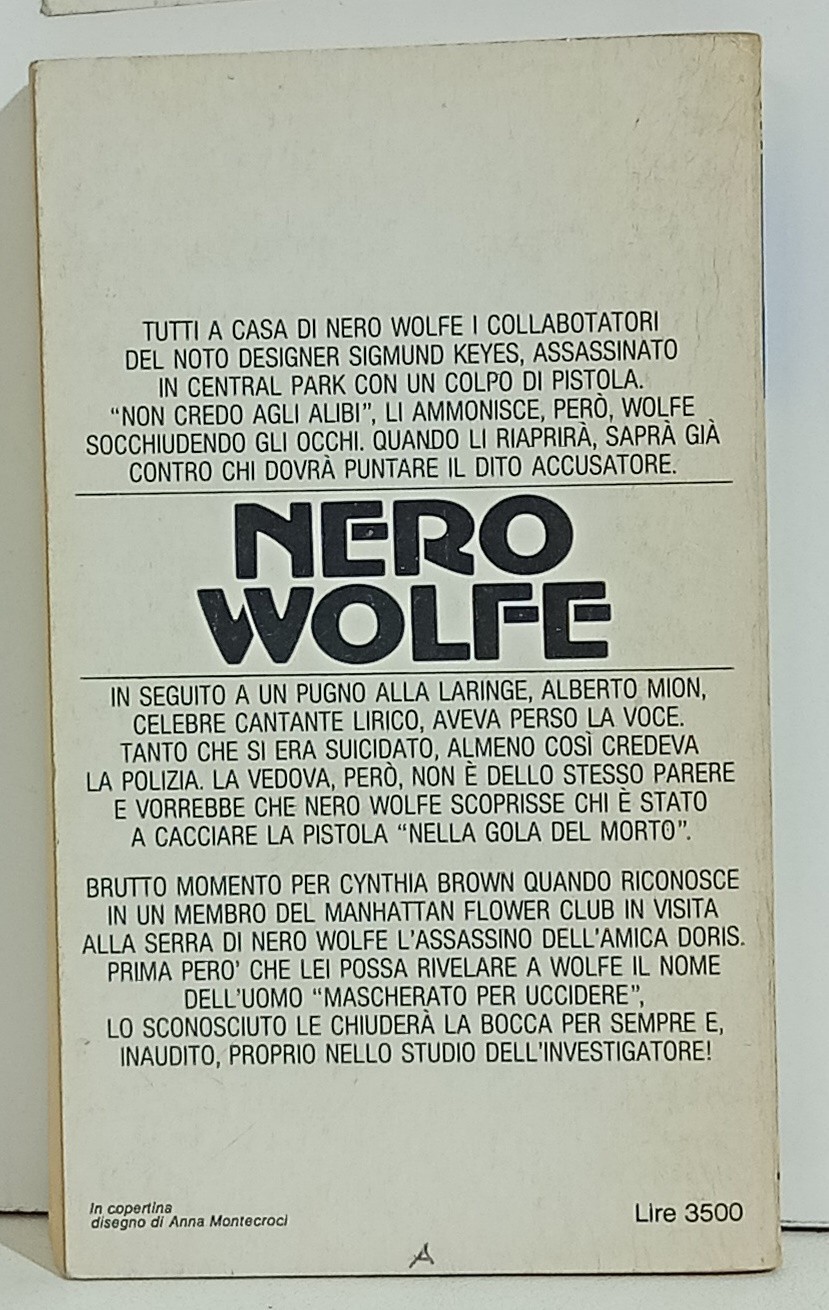 TUTTI A CASA DI NERO WOLFE I COLLABOTATORI
DEL NOTO DESIGNER SIGMUND KEYES, ASSASSINATO
IN CENTRAL PARK CON UN COLPO DI PISTOLA.
"NON CREDO AGLI ALIBI", LI AMMONISCE, PERÒ, WOLFE
SOCCHIUDENDO GLI OCCHI. QUANDO LI RIAPRIRÀ, SAPRÀ GIÀ
CONTRO CHI DOVRÀ PUNTARE IL DITO ACCUSATORE.
NERO
WOLFE
IN SEGUITO A UN PUGNO ALLA LARINGE, ALBERTO MION,
CELEBRE CANTANTE LIRICO, AVEVA PERSO LA VOCE.
TANTO CHE SI ERA SUICIDATO, ALMENO COSÌ CREDEVA
LA POLIZIA. LA VEDOVA, PERÒ, NON È DELLO STESSO PARERE
E VORREBBE CHE NERO WOLFE SCOPRISSE CHI È STATO
A CACCIARE LA PISTOLA "NELLA GOLA DEL MORTO".
BRUTTO MOMENTO PER CYNTHIA BROWN QUANDO RICONOSCE
IN UN MEMBRO DEL MANHATTAN FLOWER CLUB IN VISITA
ALLA SERRA DI NERO WOLFE L'ASSASSINO DELL'AMICA DORIS.
PRIMA PERO' CHE LEI POSSA RIVELARE A WOLFE IL NOME
DELL'UOMO "MASCHERATO PER UCCIDERE",
LO SCONOSCIUTO LE CHIUDERÀ LA BOCCA PER SEMPRE E,
INAUDITO, PROPRIO NELLO STUDIO DELL'INVESTIGATORE!
In copertina
disegno di Anna Montecroci
Lire 3500
A